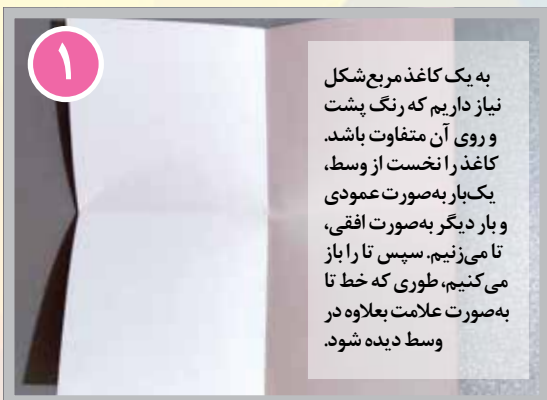 ۱
به یک کاغذ مربع‌شکل
نیاز داریم که رنگ پشت
و روی آن متفاوت باشد.
کاغذ را نخست از وسط،
یک‌بار به‌صورت عمودی
و بار دیگر به‌صورت افقی،
تا می‌زنیم. سپس تا را باز
می‌کنیم، طوری که خط تا
به‌صورت علامت بعلاوه در
وسط دیده شود.